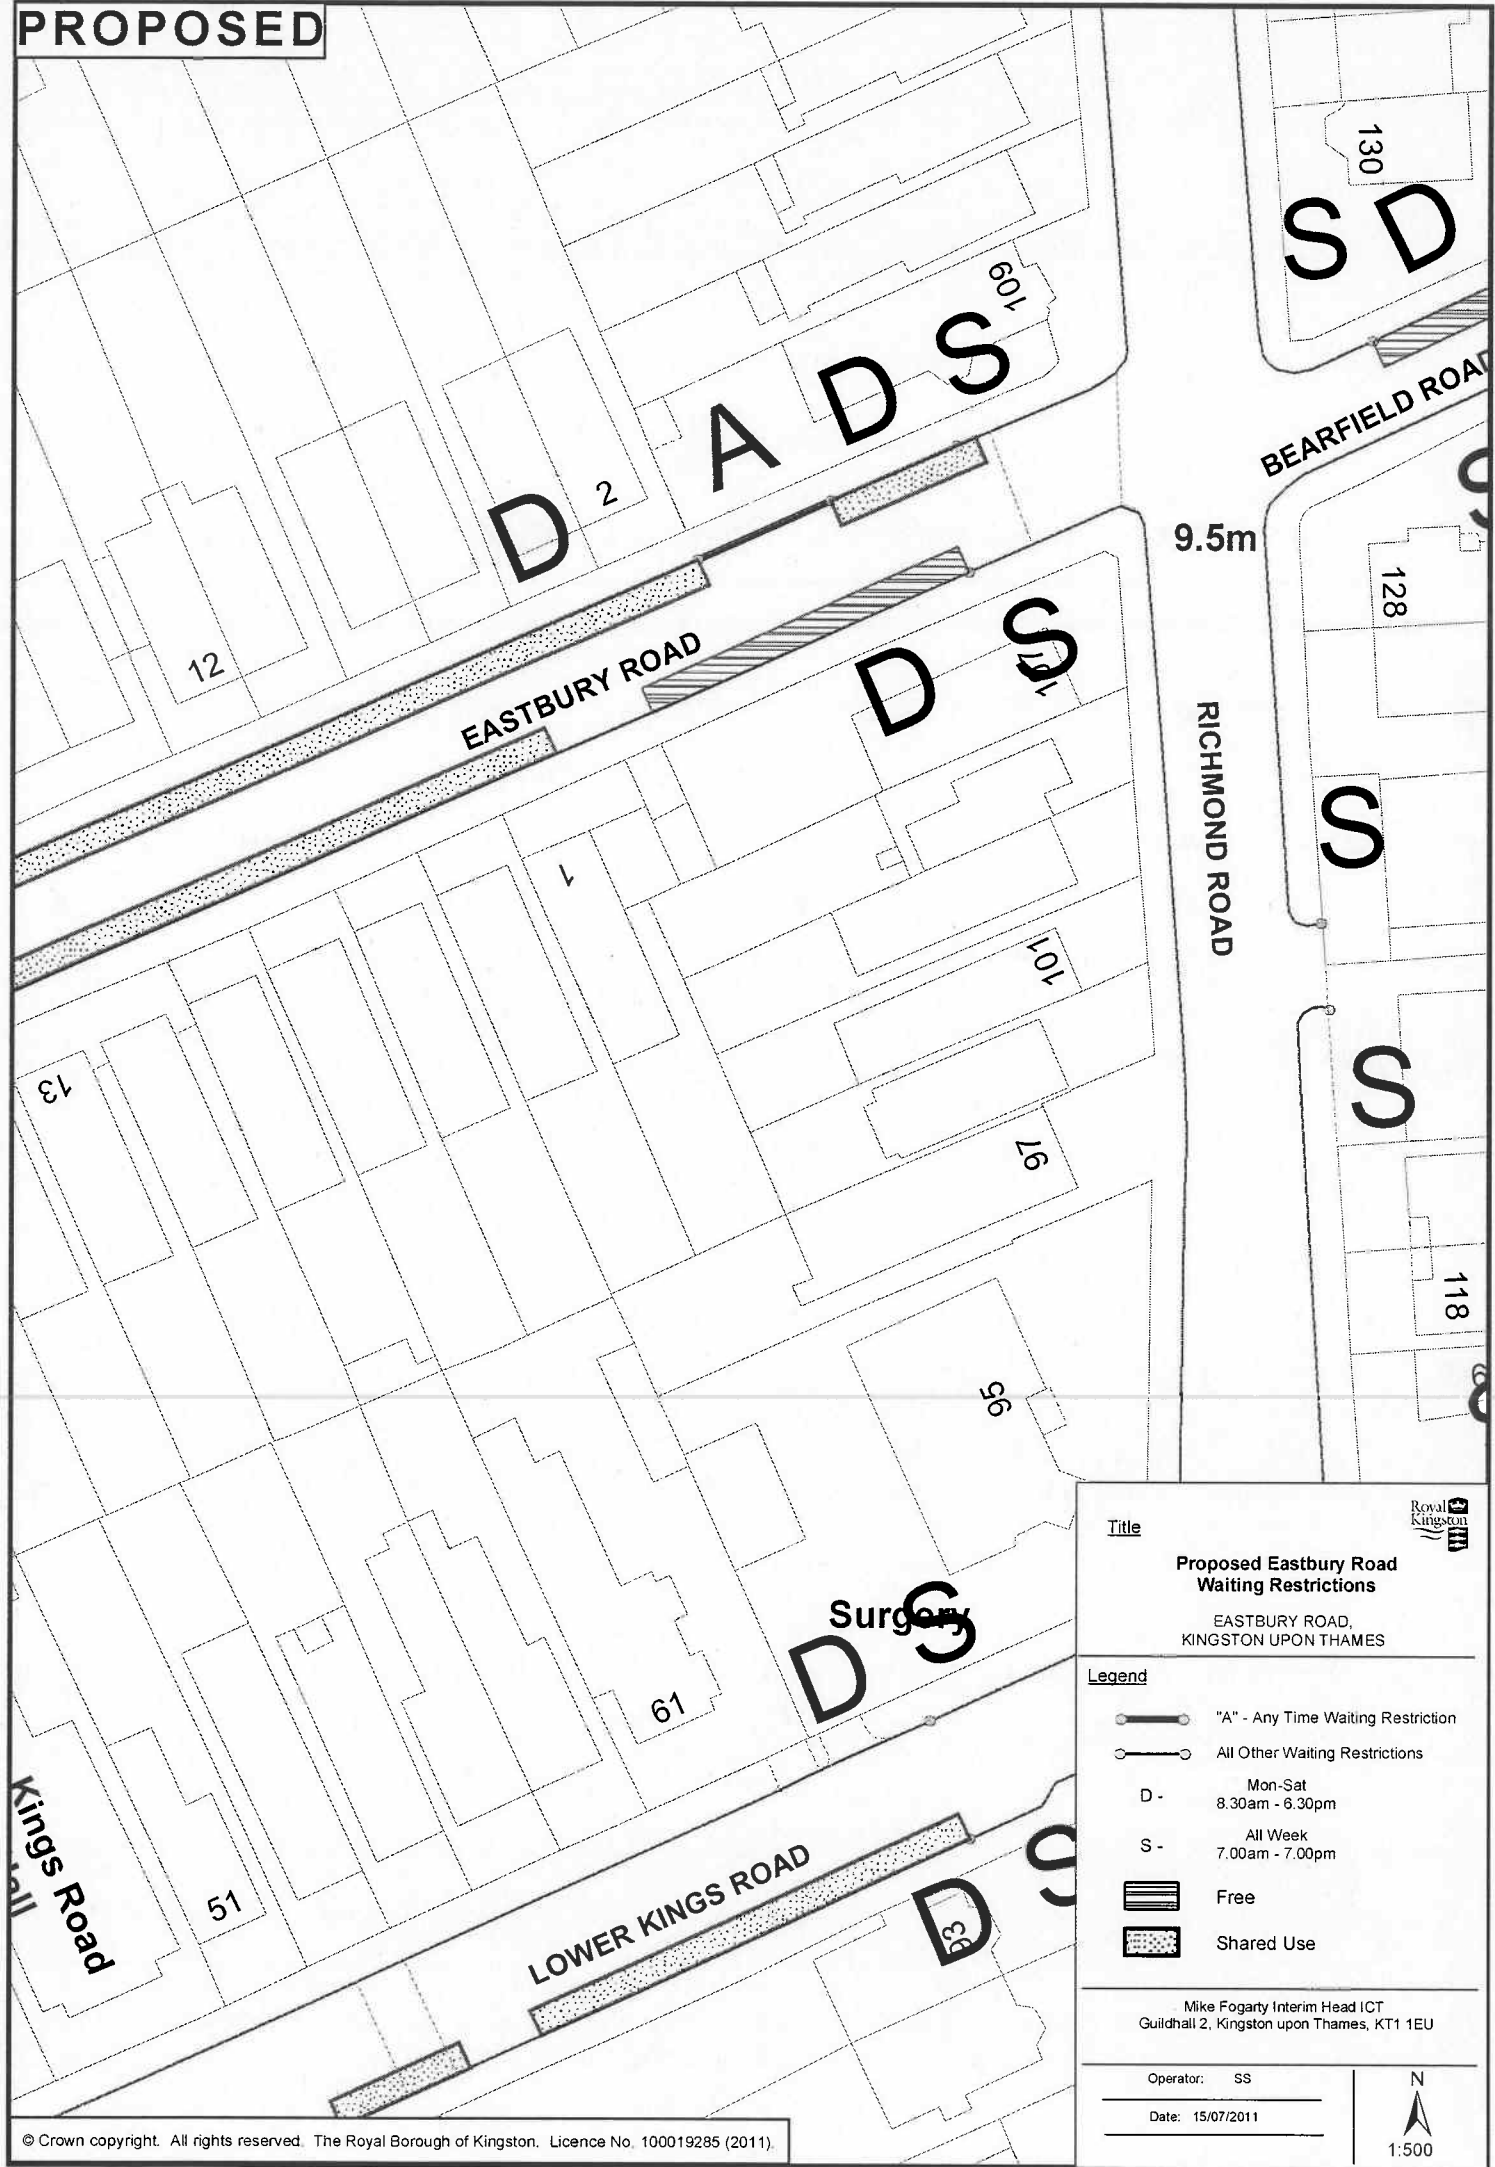 PROPOSED
130
S D
109
A D S
D
2
BEARFIELD ROAD
9.5m
128
12
EASTBURY ROAD
D S
107
RICHMOND ROAD
S
1
101
13
S
97
118
95
Surgery
D S
61
Kings Road
51
LOWER KINGS ROAD
D S
93
Title
Royal
Kingston
Proposed Eastbury Road
Waiting Restrictions
EASTBURY ROAD,
KINGSTON UPON THAMES
Legend
"A" - Any Time Waiting Restriction
All Other Waiting Restrictions
D - Mon-Sat
8.30am - 6.30pm
S - All Week
7.00am - 7.00pm
Free
Shared Use
Mike Fogarty Interim Head ICT
Guildhall 2, Kingston upon Thames, KT1 1EU
Operator: SS
Date: 15/07/2011
N
1:500
© Crown copyright. All rights reserved. The Royal Borough of Kingston. Licence No. 100019285 (2011).